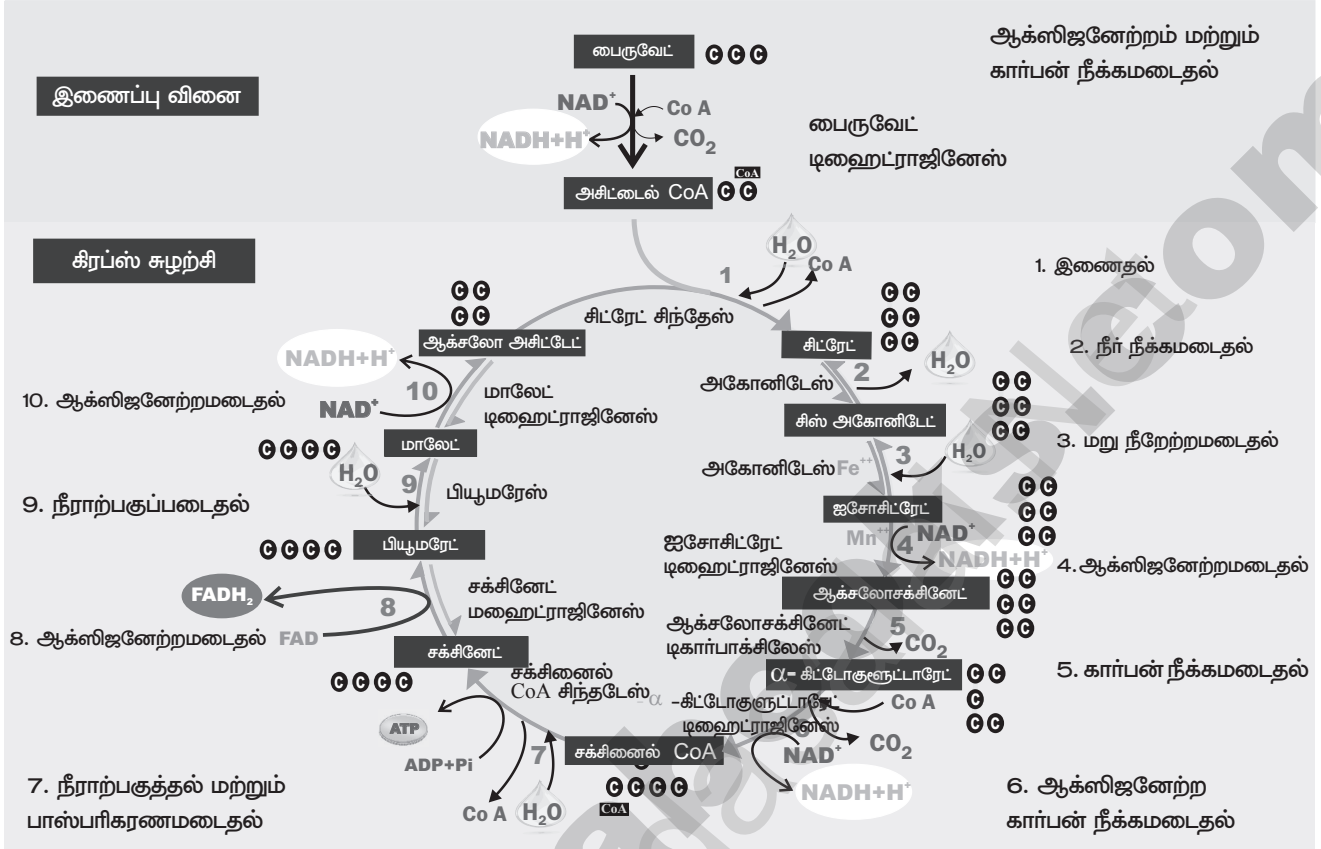 பைருவேட்
C C C
ஆக்ஸிஜனேற்றம் மற்றும்
கார்பன் நீக்கமடைதல்
இணைப்பு வினை
NAD⁺
Co A
NADH+H⁺
CO₂
பைருவேட்
டிஹைட்ராஜினேஸ்
அசிட்டைல் CoA
CoA
C C
கிரப்ஸ் சுழற்சி
H₂O
Co A
1
1. இணைதல்
சிட்ரேட் சிந்தேஸ்
C C
C C
ஆக்சலோ அசிட்டேட்
C C
C C
C C
சிட்ரேட்
2. நீர் நீக்கமடைதல்
NADH+H⁺
10
NAD⁺
10. ஆக்ஸிஜனேற்றமடைதல்
மாலேட்
டிஹைட்ராஜினேஸ்
அகோனிடேஸ்
2
H₂O
C C
C C
C C
சிஸ் அகோனிடேட்
மாலேட்
C C C C
H₂O
3. மறு நீறேற்றமடைதல்
அகோனிடேஸ் Fe⁺⁺
3
H₂O
9
பியூமரேஸ்
9. நீராற்பகுப்படைதல்
ஐசோசிட்ரேட்
C C
C C
C C
பியூமரேட்
C C C C
Mn⁺⁺
4
NAD⁺
NADH+H⁺
ஐசோசிட்ரேட்
டிஹைட்ராஜினேஸ்
4.ஆக்ஸிஜனேற்றமடைதல்
ஆக்சலோசக்சினேட்
C C
C C
C C
FADH₂
8
சக்சினேட்
மஹைட்ராஜினேஸ்
8. ஆக்ஸிஜனேற்றமடைதல்
FAD
ஆக்சலோசக்சினேட்
டிகார்பாக்சிலேஸ்
5
CO₂
சக்சினேட்
C C C C
சக்சினைல்
CoA சிந்தடேஸ்
α- கிட்டோகுளூட்டாரேட்
C C
C
C C
5. கார்பன் நீக்கமடைதல்
α -கிட்டோகுளுட்டாரேட்
டிஹைட்ராஜினேஸ்
Co A
6
CO₂
NAD⁺
NADH+H⁺
ATP
ADP+Pi
7
சக்சினைல் CoA
C C C C
CoA
Co A
H₂O
7. நீராற்பகுத்தல் மற்றும்
பாஸ்பரிகரணமடைதல்
6. ஆக்ஸிஜனேற்ற
கார்பன் நீக்கமடைதல்